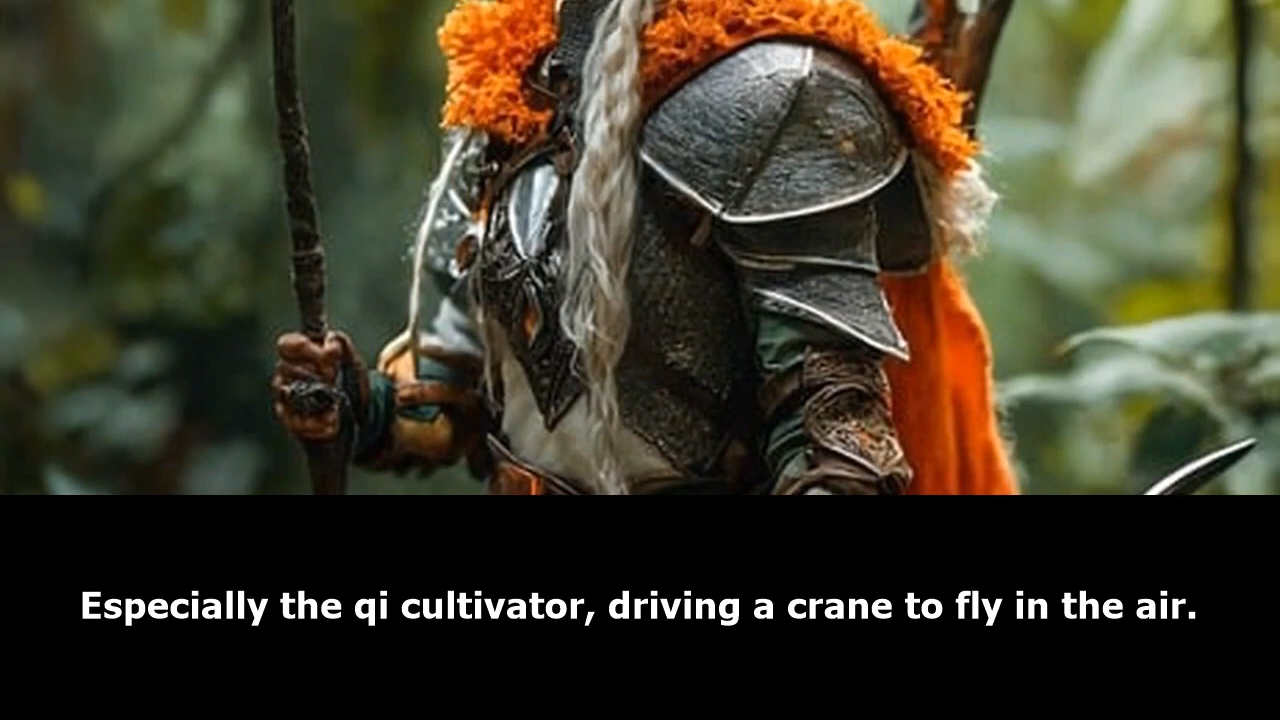 Especially the qi cultivator, driving a crane to fly in the air.